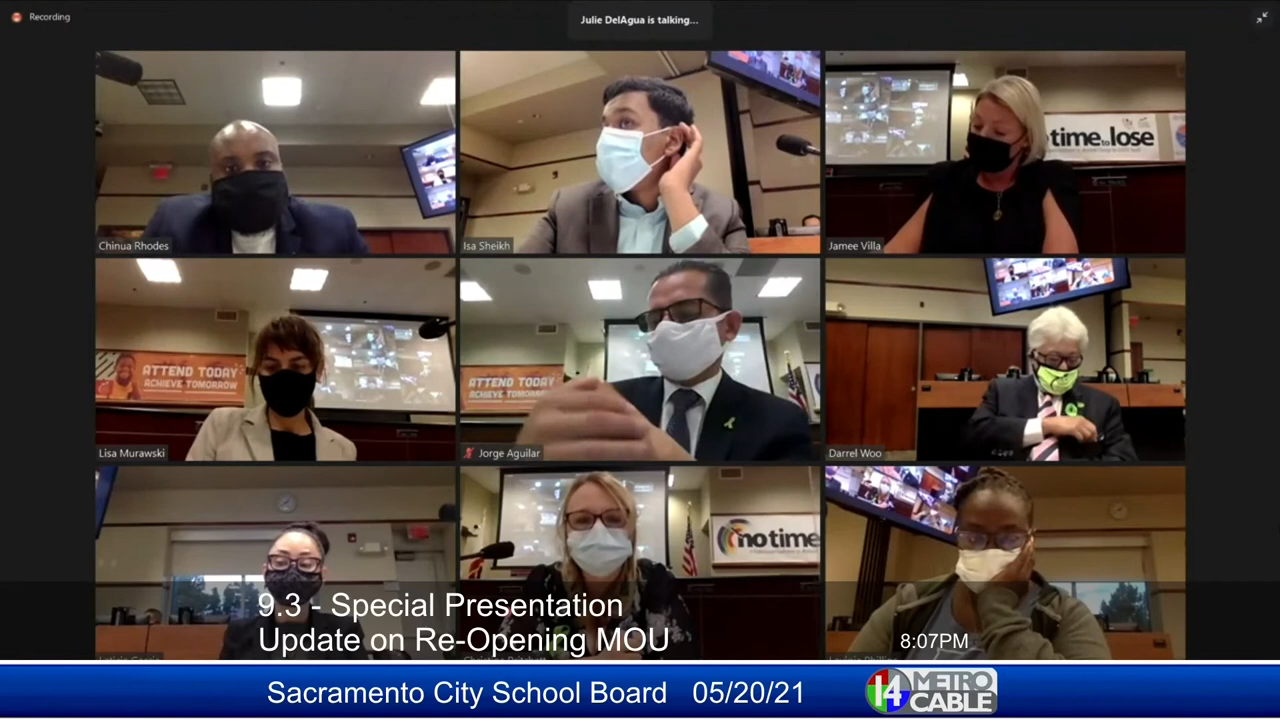 Recording
Julie DelAgua is talking...
Chinua Rhodes
Isa Sheikh
time to lose
Jamee Villa
ATTEND TODAY
ACHIEVE TOMORROW
Lisa Murawski
ATTEND TODAY
ACHIEVE TOMORROW
Jorge Aguilar
Darrel Woo
no time
9.3 - Special Presentation
Update on Re-Opening MOU
8:07PM
Christina Pritchett
Sacramento City School Board 05/20/21
14 METRO
CABLE